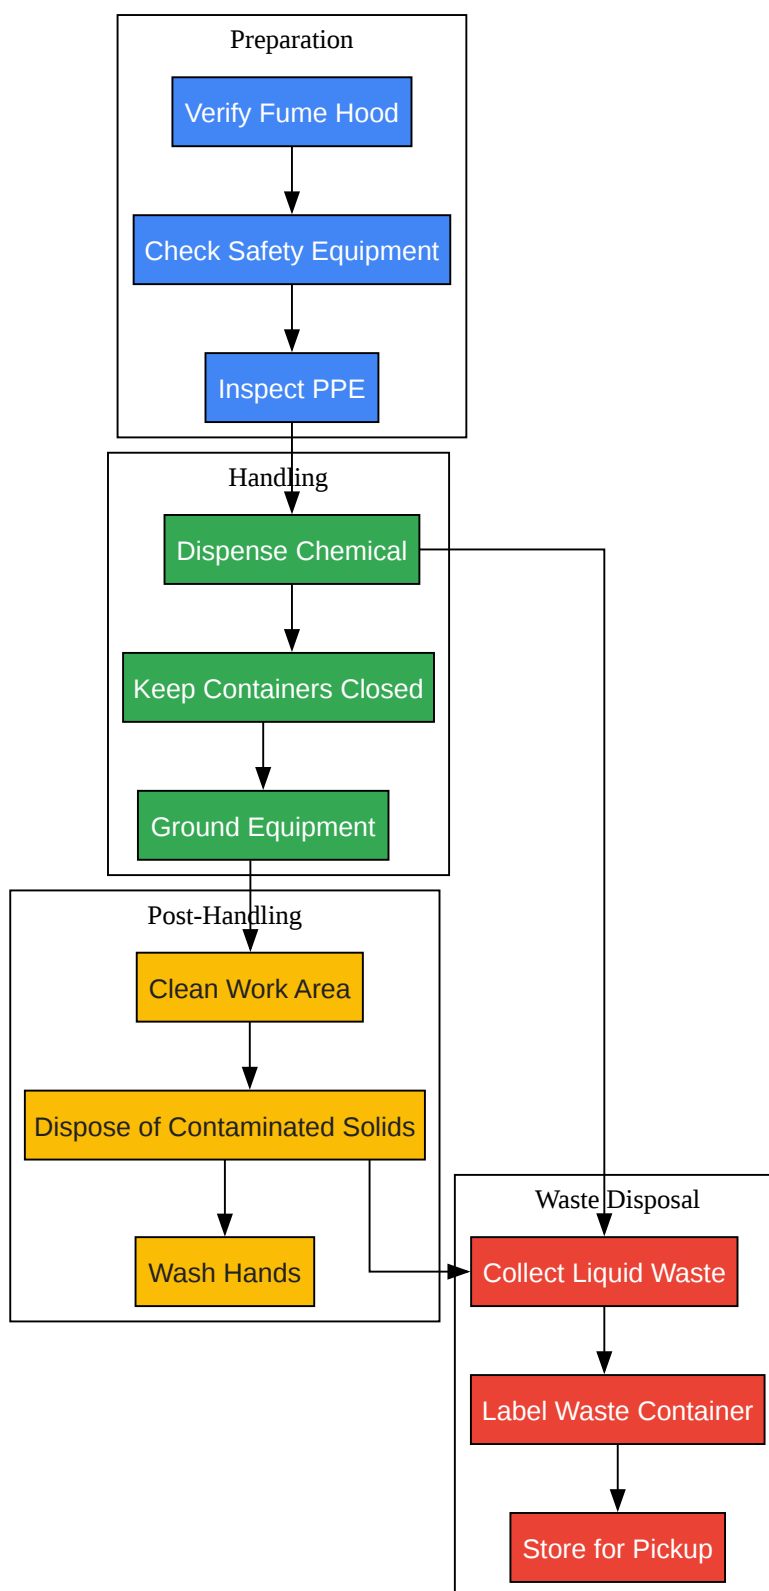 Preparation
Verify Fume Hood
Check Safety Equipment
Inspect PPE
Handling
Dispense Chemical
Keep Containers Closed
Ground Equipment
Post-Handling
Clean Work Area
Dispose of Contaminated Solids
Wash Hands
Waste Disposal
Collect Liquid Waste
Label Waste Container
Store for Pickup